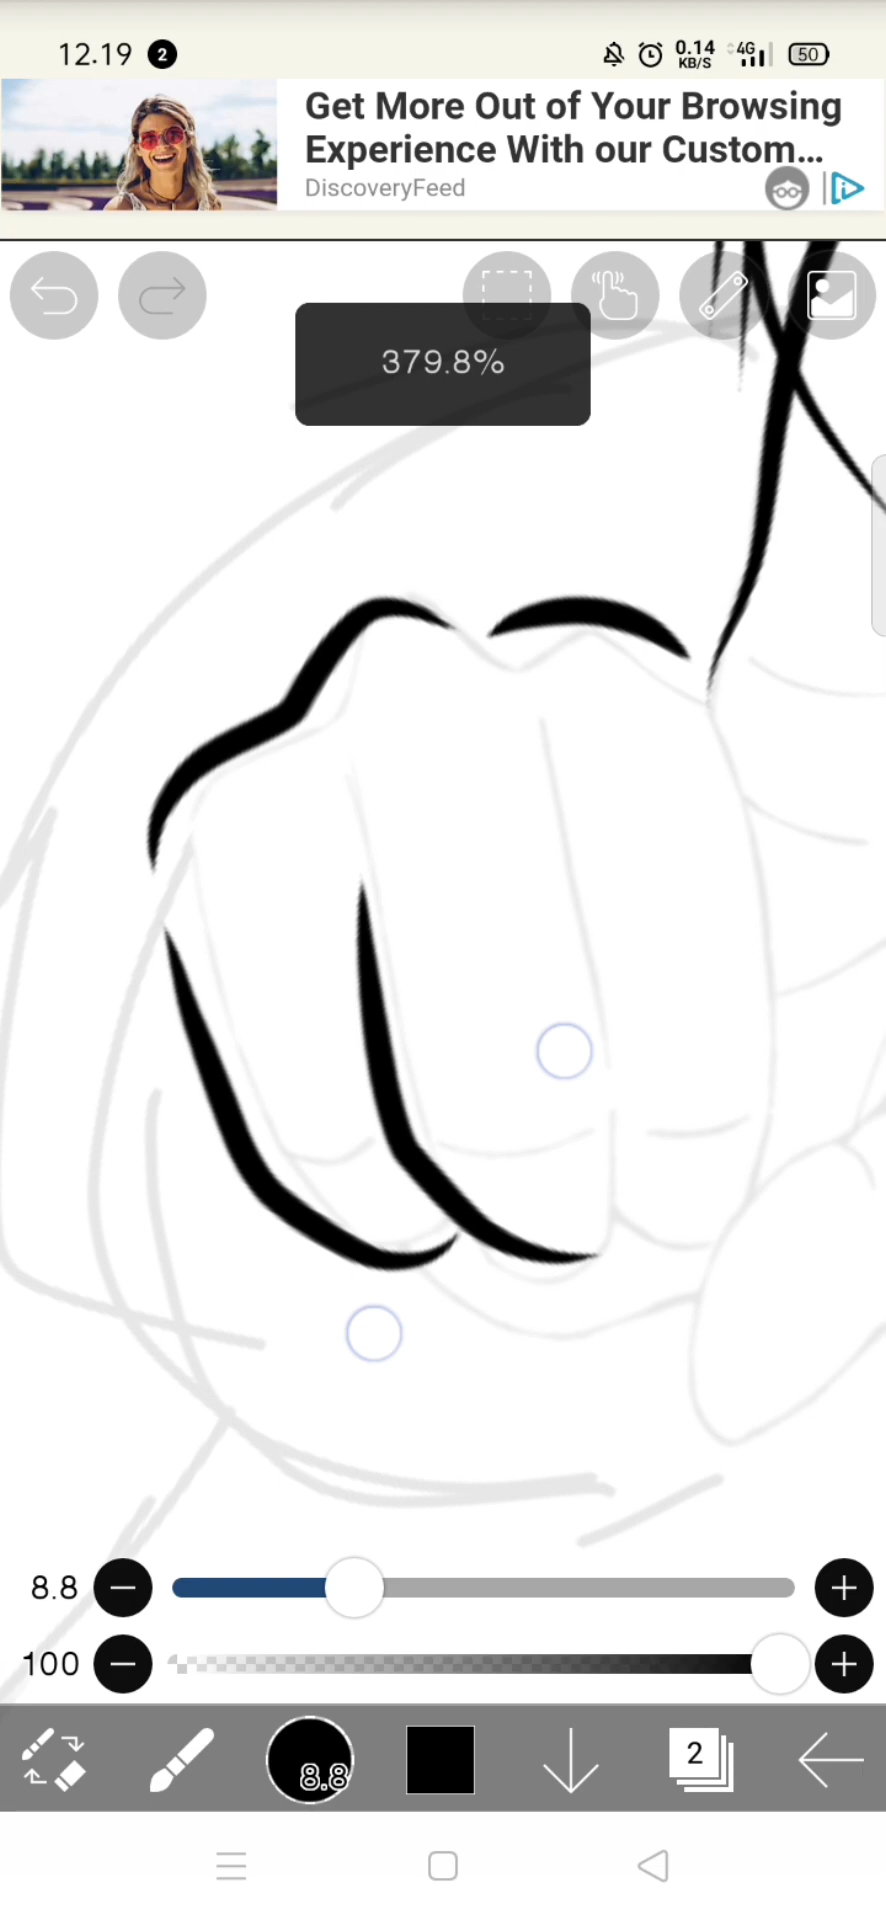 12.19 2 0.14 KB/S 4G 50
Get More Out of Your Browsing
Experience With our Custom...
DiscoveryFeed
379.8%
8.8
100
8.8 2